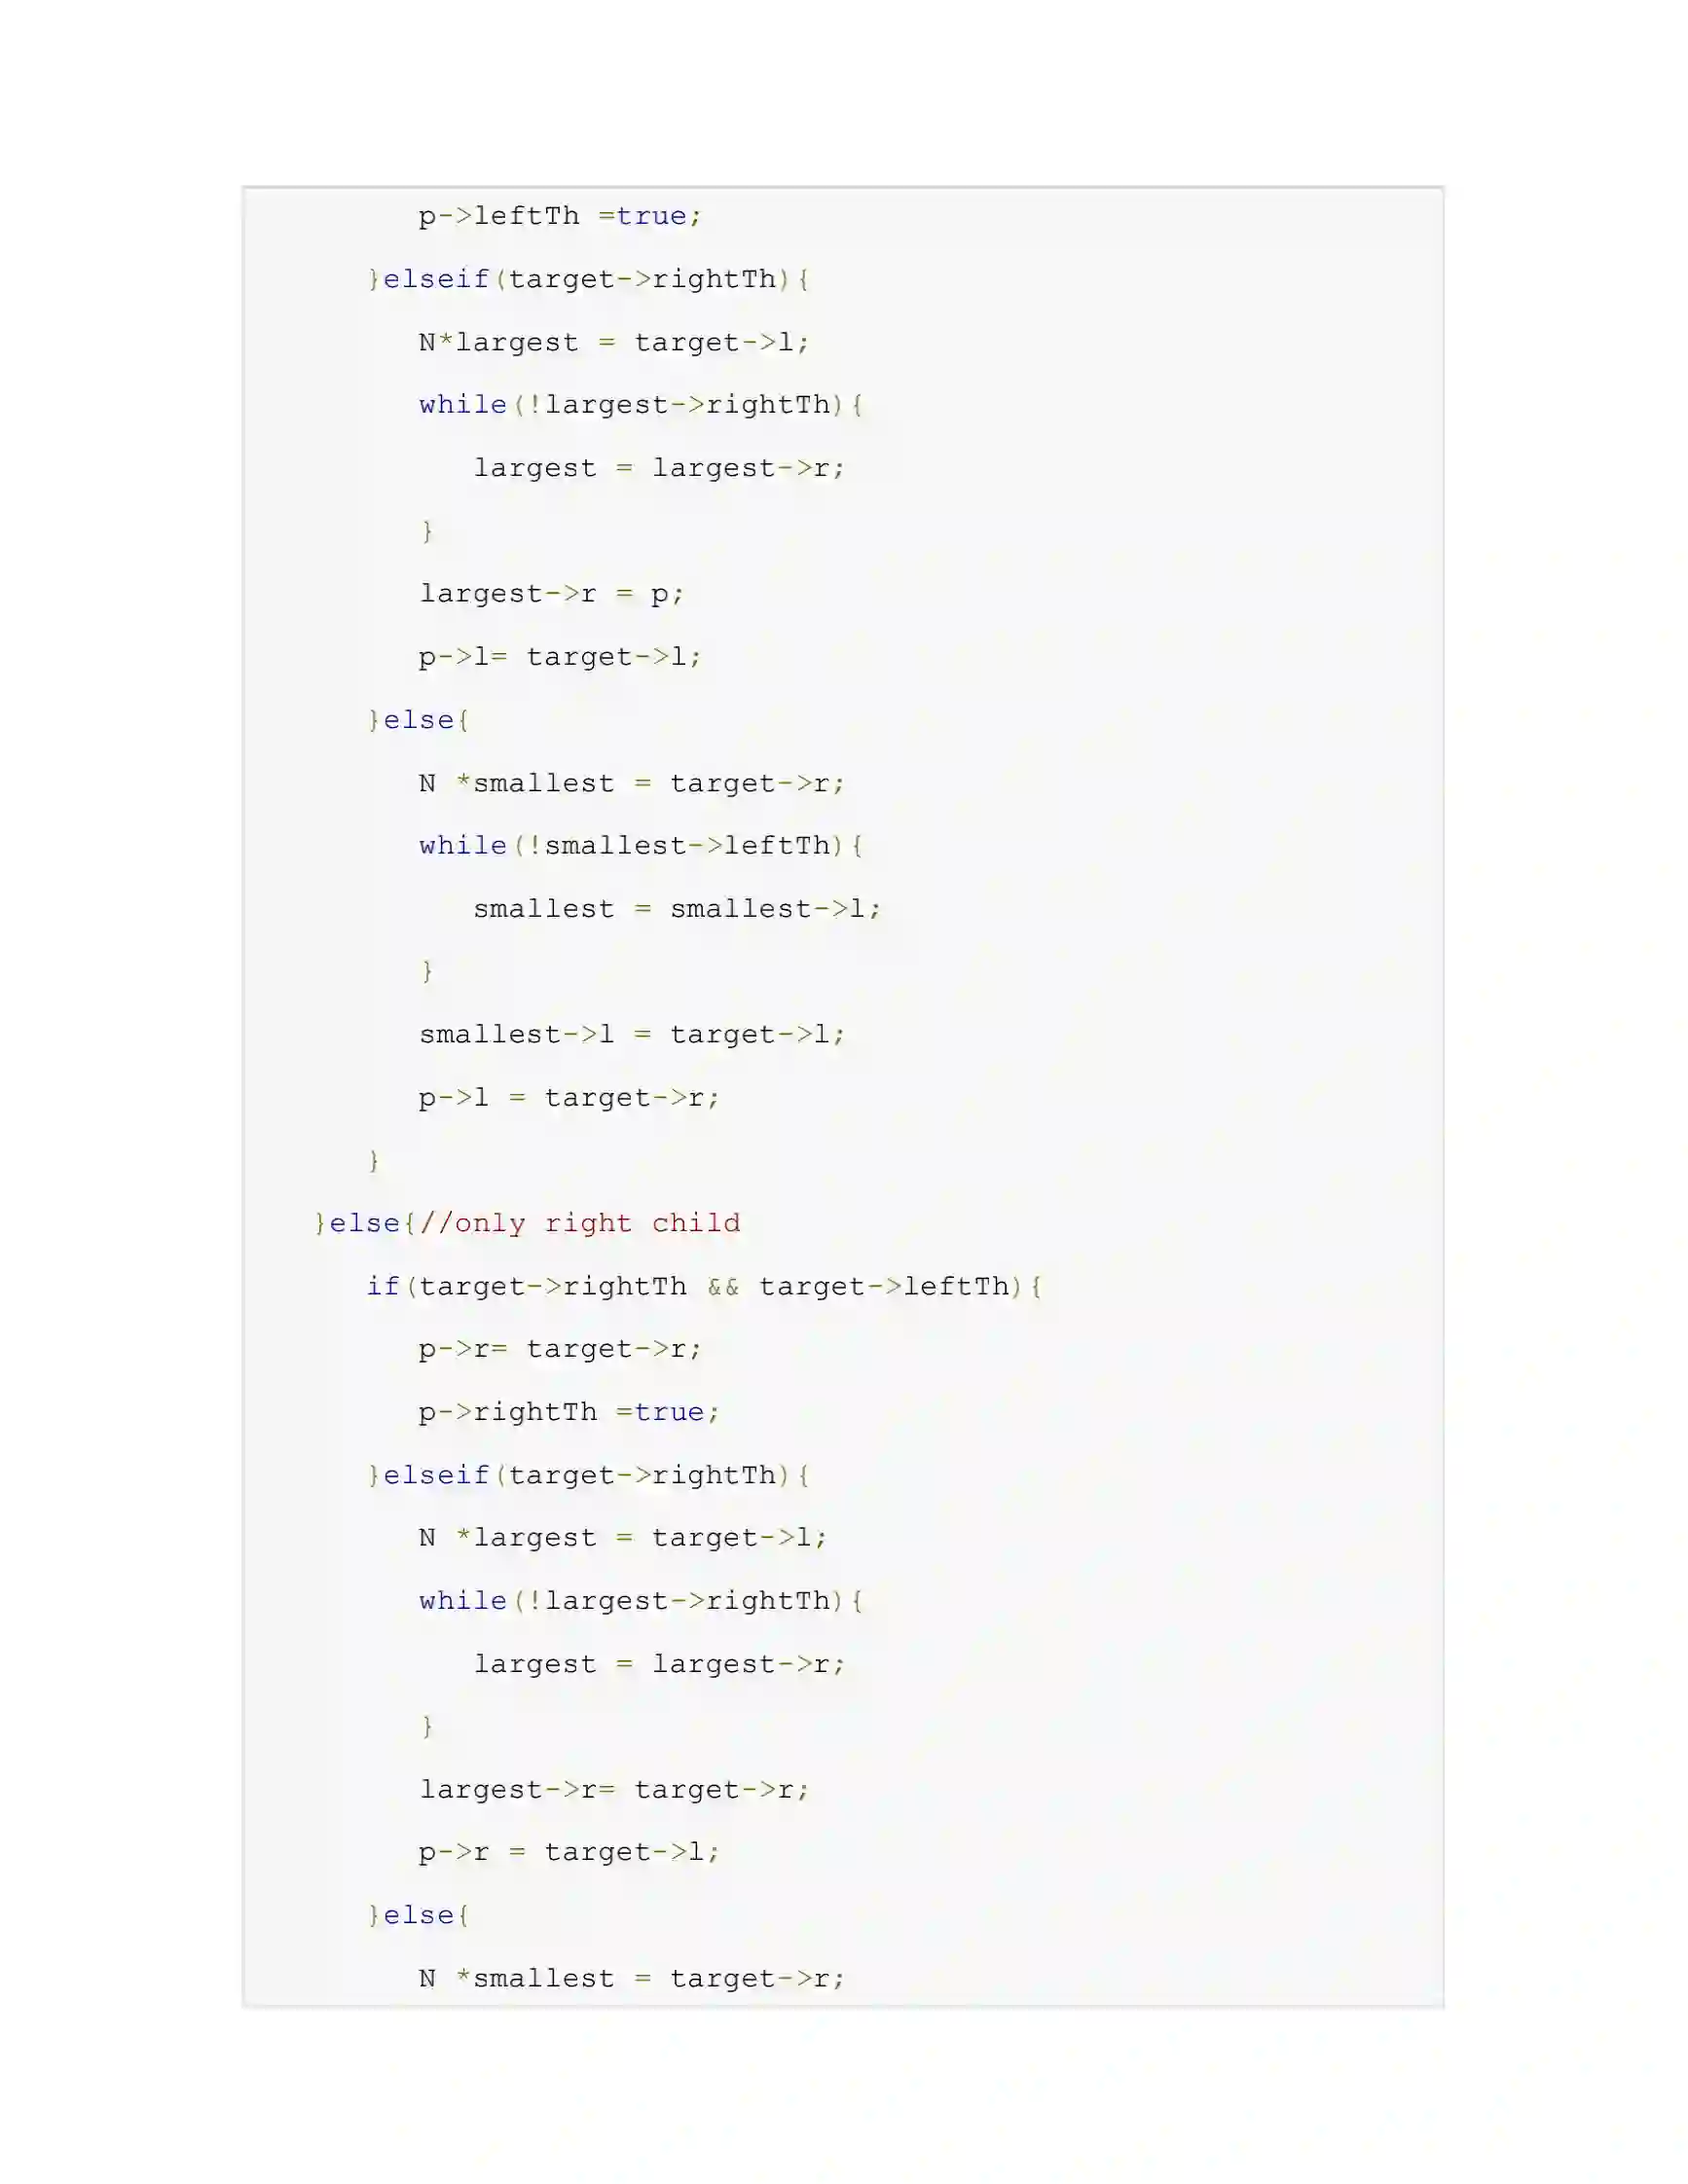 p->leftTh =true;
}elseif(target->rightTh){
N*largest = target->l;
while(!largest->rightTh){
largest = largest->r;
}
largest->r = p;
p->l= target->l;
}else{
N *smallest = target->r;
while(!smallest->leftTh){
smallest = smallest->l;
}
smallest->l = target->l;
p->l = target->r;
}
}else{//only right child
if(target->rightTh && target->leftTh){
p->r= target->r;
p->rightTh =true;
}elseif(target->rightTh){
N *largest = target->l;
while(!largest->rightTh){
largest = largest->r;
}
largest->r= target->r;
p->r = target->l;
}else{
N *smallest = target->r;